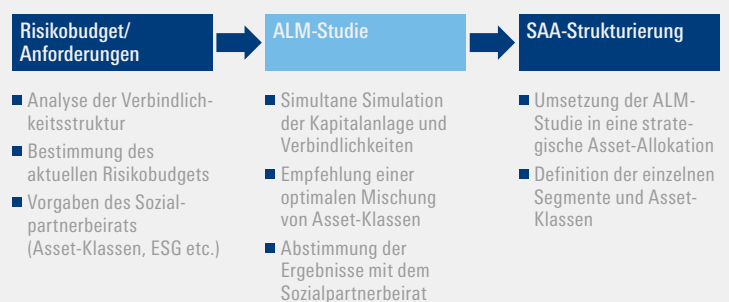 Risikobudget/
Anforderungen
Analyse der Verbindlich-
keitsstruktur
Bestimmung des
aktuellen Risikobudgets
Vorgaben des Sozial-
partnerbeirats
(Asset-Klassen, ESG etc.)
ALM-Studie
Simultane Simulation
der Kapitalanlage und
Verbindlichkeiten
Empfehlung einer
optimalen Mischung
von Asset-Klassen
Abstimmung der
Ergebnisse mit dem
Sozialpartnerbeirat
SAA-Strukturierung
Umsetzung der ALM-
Studie in eine strate-
gische Asset-Allokation
Definition der einzelnen
Segmente und Asset-
Klassen